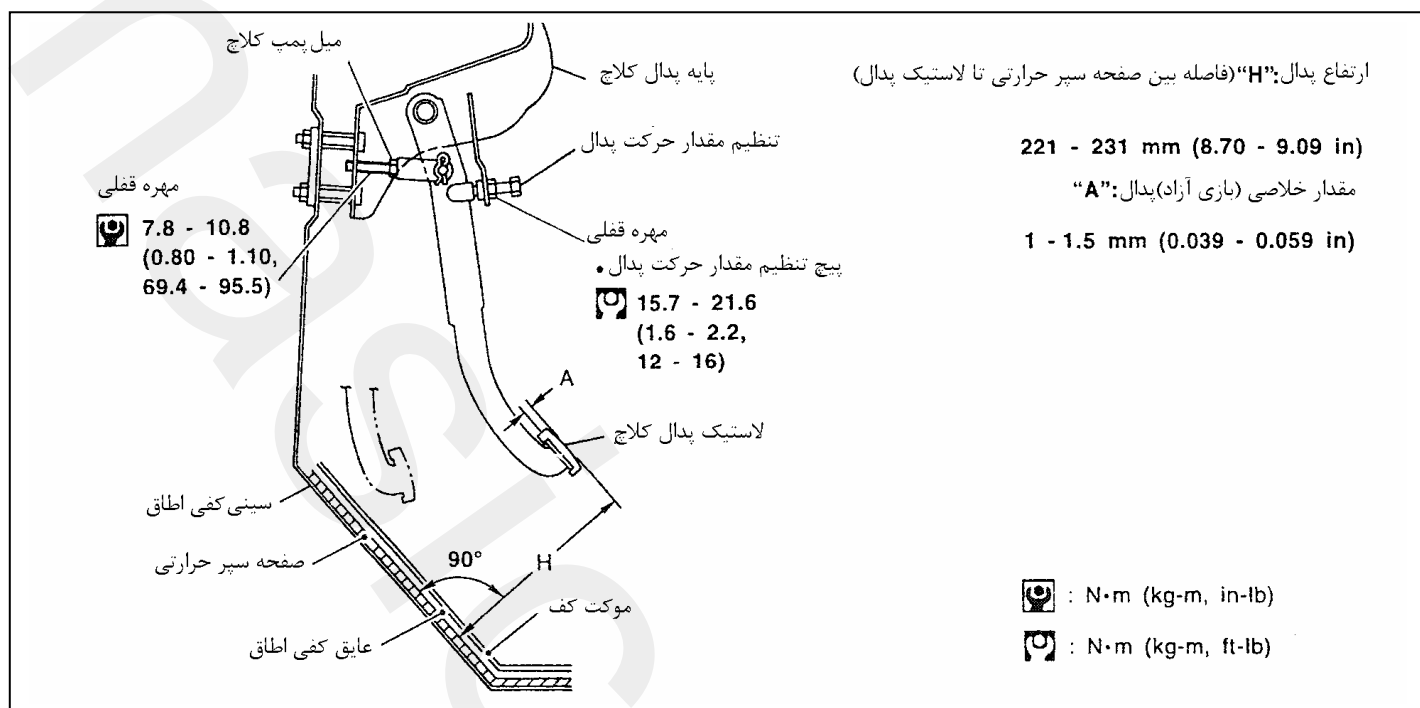 میل پمپ کلاچ
پایه پدال کلاچ
تنظیم مقدار حرکت پدال
مهره قفلی
7.8 - 10.8
(0.80 - 1.10,
69.4 - 95.5)
مهره قفلی
پیچ تنظیم مقدار حرکت پدال •
15.7 - 21.6
(1.6 - 2.2,
12 - 16)
A
لاستیک پدال کلاچ
سینی کفی اطاق
صفحه سپر حرارتی
90°
H
موکت کف
عایق کفی اطاق
ارتفاع پدال:"H"(فاصله بین صفحه سپر حرارتی تا لاستیک پدال)
221 - 231 mm (8.70 - 9.09 in)
مقدار خلاصی (بازی آزاد)پدال:"A"
1 - 1.5 mm (0.039 - 0.059 in)
: N•m (kg-m, in-lb)
: N•m (kg-m, ft-lb)